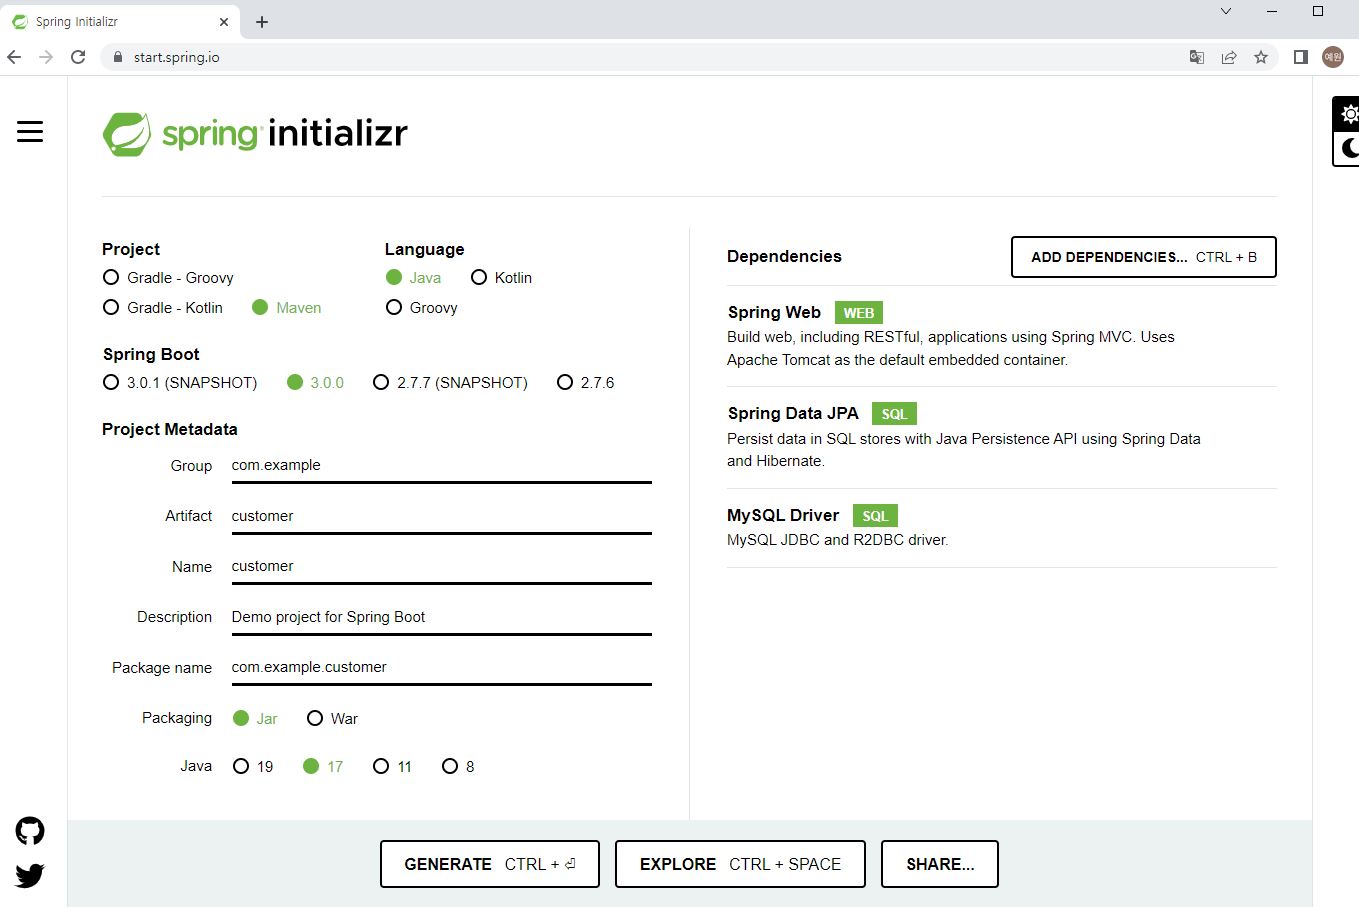 Spring Initializr
start.spring.io
예원
spring initializr
Project
Gradle - Groovy
Gradle - Kotlin Maven
Language
Java Kotlin
Groovy
Spring Boot
3.0.1 (SNAPSHOT) 3.0.0 2.7.7 (SNAPSHOT) 2.7.6
Project Metadata
Group com.example
Artifact customer
Name customer
Description Demo project for Spring Boot
Package name com.example.customer
Packaging Jar War
Java 19 17 11 8
Dependencies
ADD DEPENDENCIES... CTRL + B
Spring Web WEB
Build web, including RESTful, applications using Spring MVC. Uses
Apache Tomcat as the default embedded container.
Spring Data JPA SQL
Persist data in SQL stores with Java Persistence API using Spring Data
and Hibernate.
MySQL Driver SQL
MySQL JDBC and R2DBC driver.
GENERATE CTRL + ⏎
EXPLORE CTRL + SPACE
SHARE...